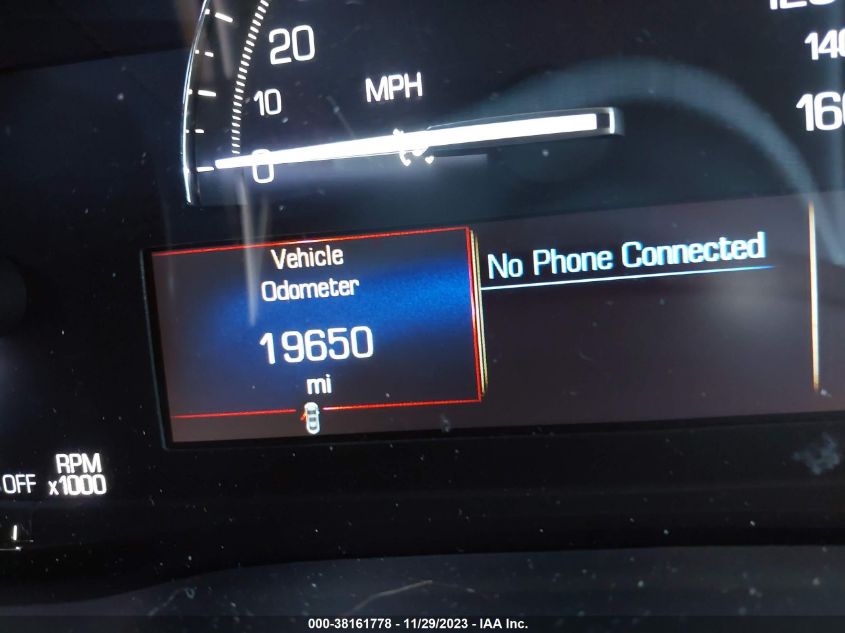 20
10
0
MPH
140
160
Vehicle
Odometer
19650
mi
No Phone Connected
OFF
RPM
x1000
000-38161778 - 11/29/2023 - IAA Inc.